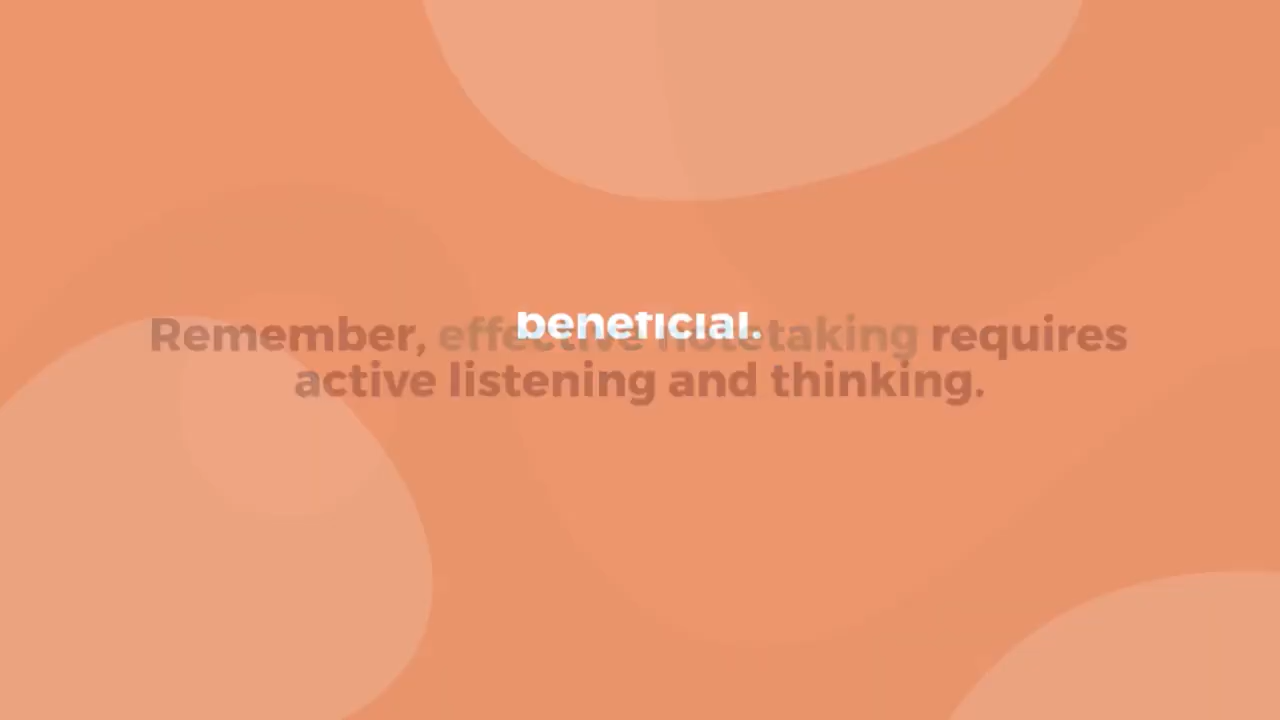 beneficial.
Remember, effective notetaking requires
active listening and thinking.